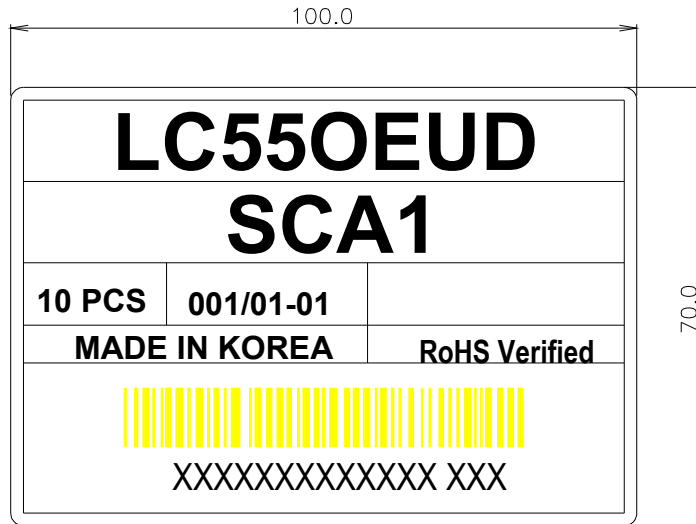 100.0
LC55OEUD
SCA1
10 PCS 001/01-01
70.0
MADE IN KOREA RoHS Verified
XXXXXXXXXXXXX XXX